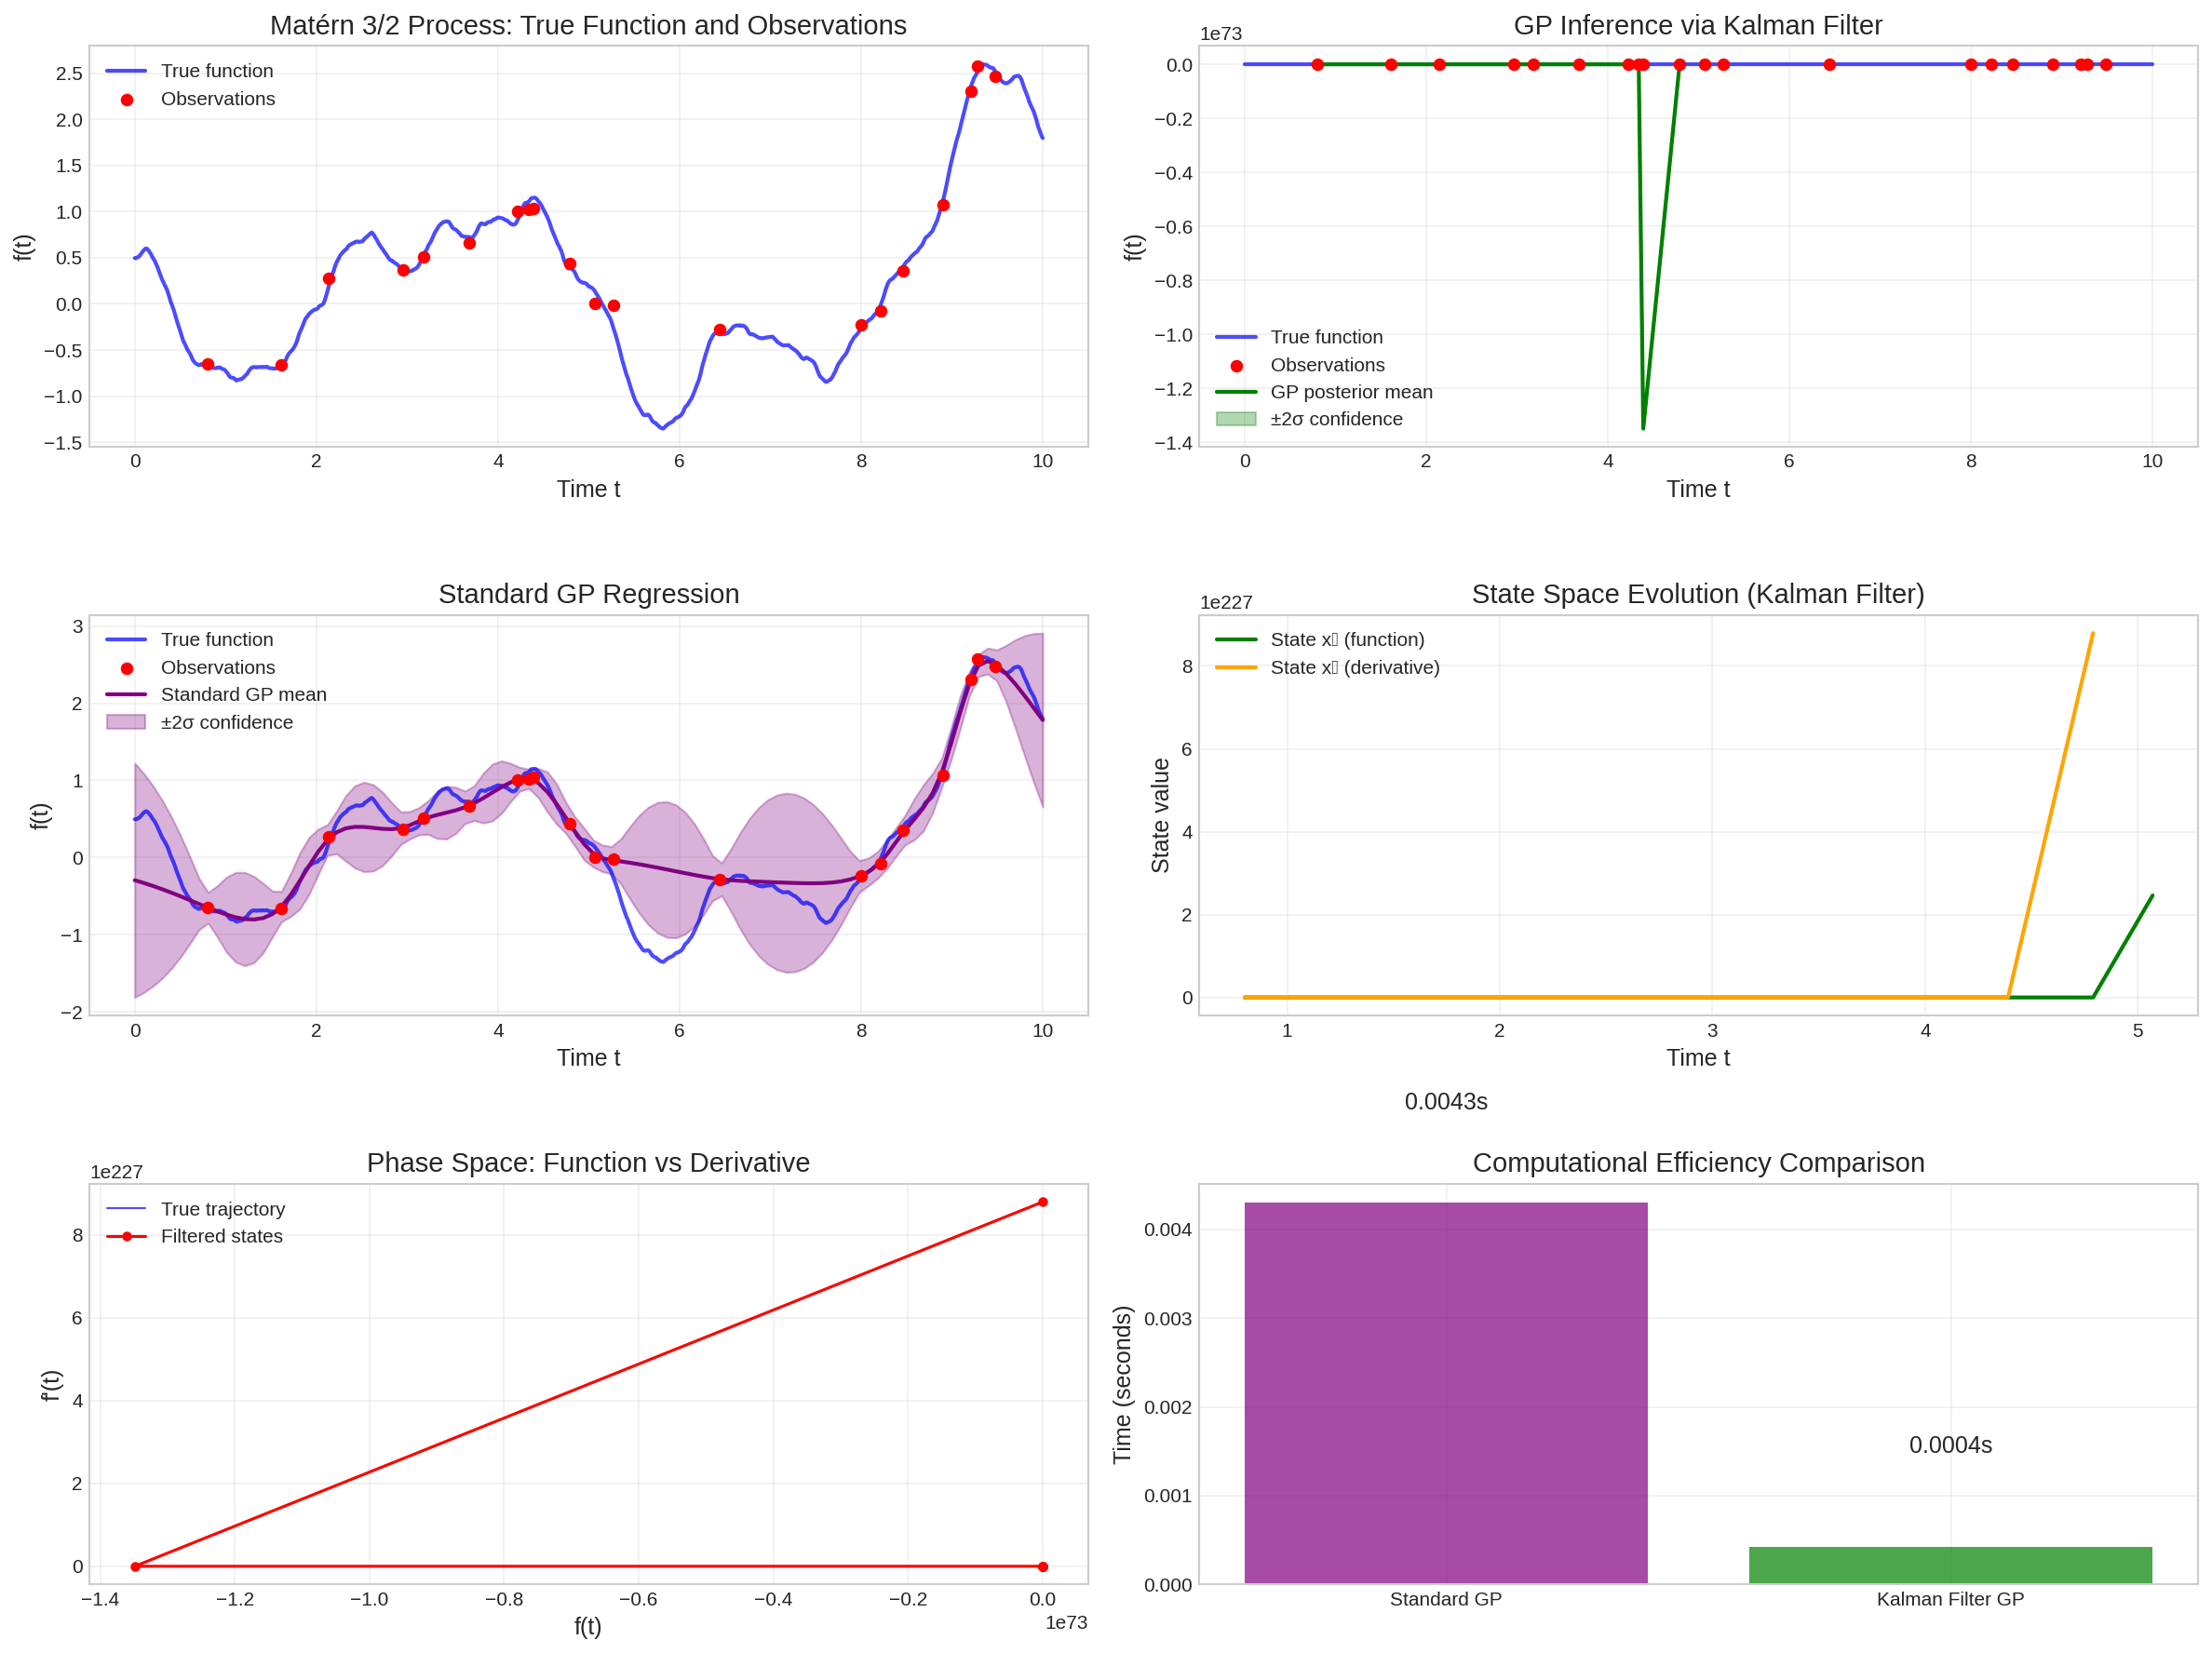 Matérn 3/2 Process: True Function and Observations
True function
Observations
2.5
2.0
1.5
1.0
0.5
0.0
−0.5
−1.0
−1.5
f(t)
0 2 4 6 8 10
Time t
GP Inference via Kalman Filter
1e73
0.0
−0.2
−0.4
−0.6
−0.8
−1.0
−1.2
−1.4
f(t)
True function
Observations
GP posterior mean
±2σ confidence
0 2 4 6 8 10
Time t
Standard GP Regression
True function
Observations
Standard GP mean
±2σ confidence
3
2
1
0
−1
−2
f(t)
0 2 4 6 8 10
Time t
State Space Evolution (Kalman Filter)
1e227
State x▯ (function)
State x▯ (derivative)
8
6
4
2
0
State value
1 2 3 4 5
Time t
Phase Space: Function vs Derivative
1e227
True trajectory
Filtered states
8
6
4
2
0
f'(t)
−1.4 −1.2 −1.0 −0.8 −0.6 −0.4 −0.2 0.0
1e73
f(t)
0.0043s
Computational Efficiency Comparison
0.004
0.003
0.002
0.001
0.000
Time (seconds)
0.0004s
Standard GP Kalman Filter GP